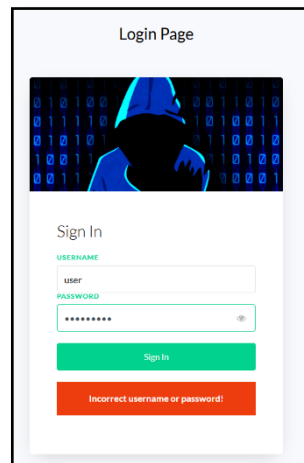 Login Page
Sign In
USERNAME
user
PASSWORD
•••••••••
Sign In
Incorrect username or password!